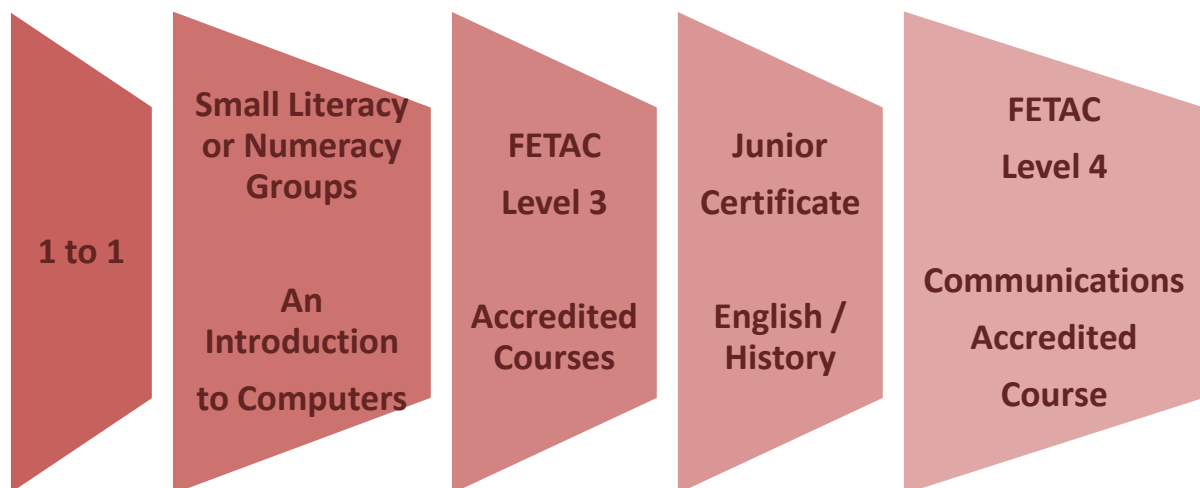 1 to 1
Small Literacy
or Numeracy
Groups
An
Introduction
to Computers
FETAC
Level 3
Accredited
Courses
Junior
Certificate
English /
History
FETAC
Level 4
Communications
Accredited
Course